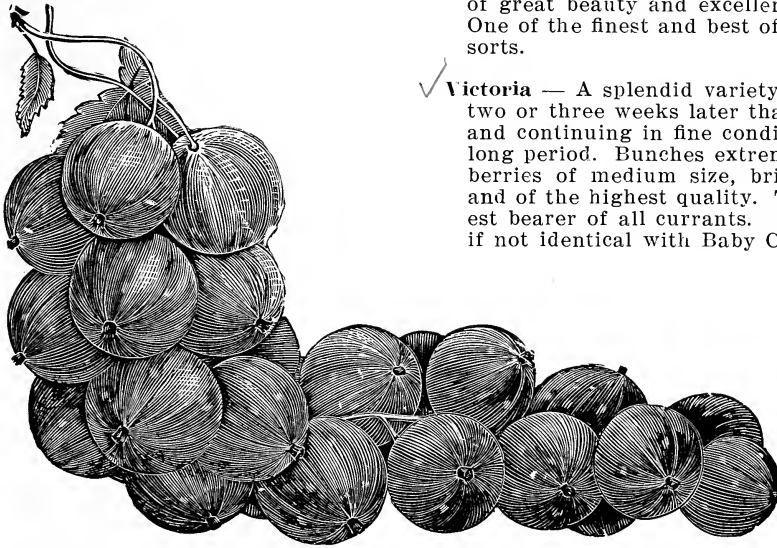 of great beauty and excellen
One of the finest and best of
sorts.
Victoria — A splendid variety
two or three weeks later tha
and continuing in fine condi
long period. Bunches extrem
berries of medium size, bri
and of the highest quality.
est bearer of all currants.
if not identical with Baby C